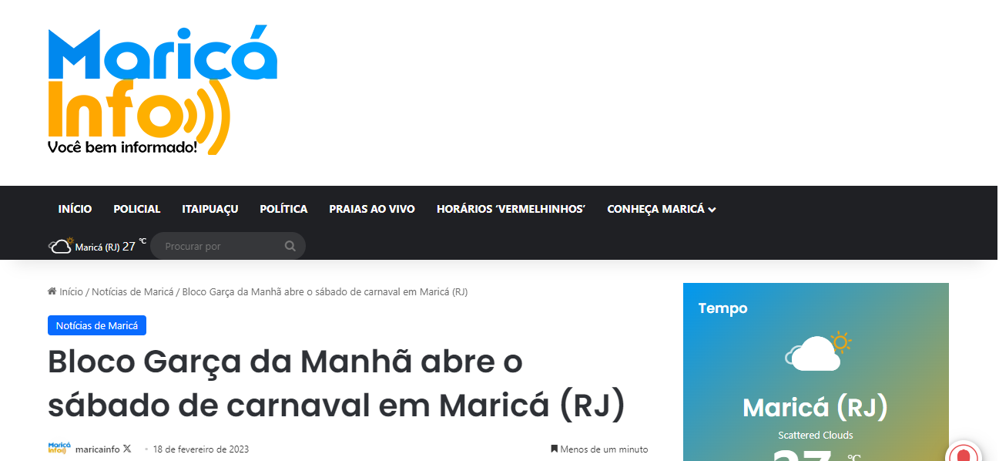 Maricá
Info
Você bem informado!
INÍCIO POLICIAL ITAIPUAÇU POLÍTICA PRAIAS AO VIVO HORÁRIOS ‘VERMELHINHOS’ CONHEÇA MARICÁ
Maricá (RJ) 27 ℃
Procurar por
Início / Notícias de Maricá / Bloco Garça da Manhã abre o sábado de carnaval em Maricá (RJ)
Notícias de Maricá
Bloco Garça da Manhã abre o
sábado de carnaval em Maricá (RJ)
Maricá
Info
maricainfo 𝕏 • 18 de fevereiro de 2023 Menos de um minuto
Tempo
Maricá (RJ)
Scattered Clouds
27 ℃